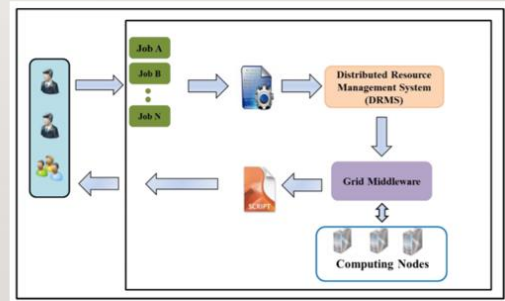 Job A
Job B
Job N
Distributed Resource
Management System
(DRMS)
Grid Middleware
SCRIPT
Computing Nodes